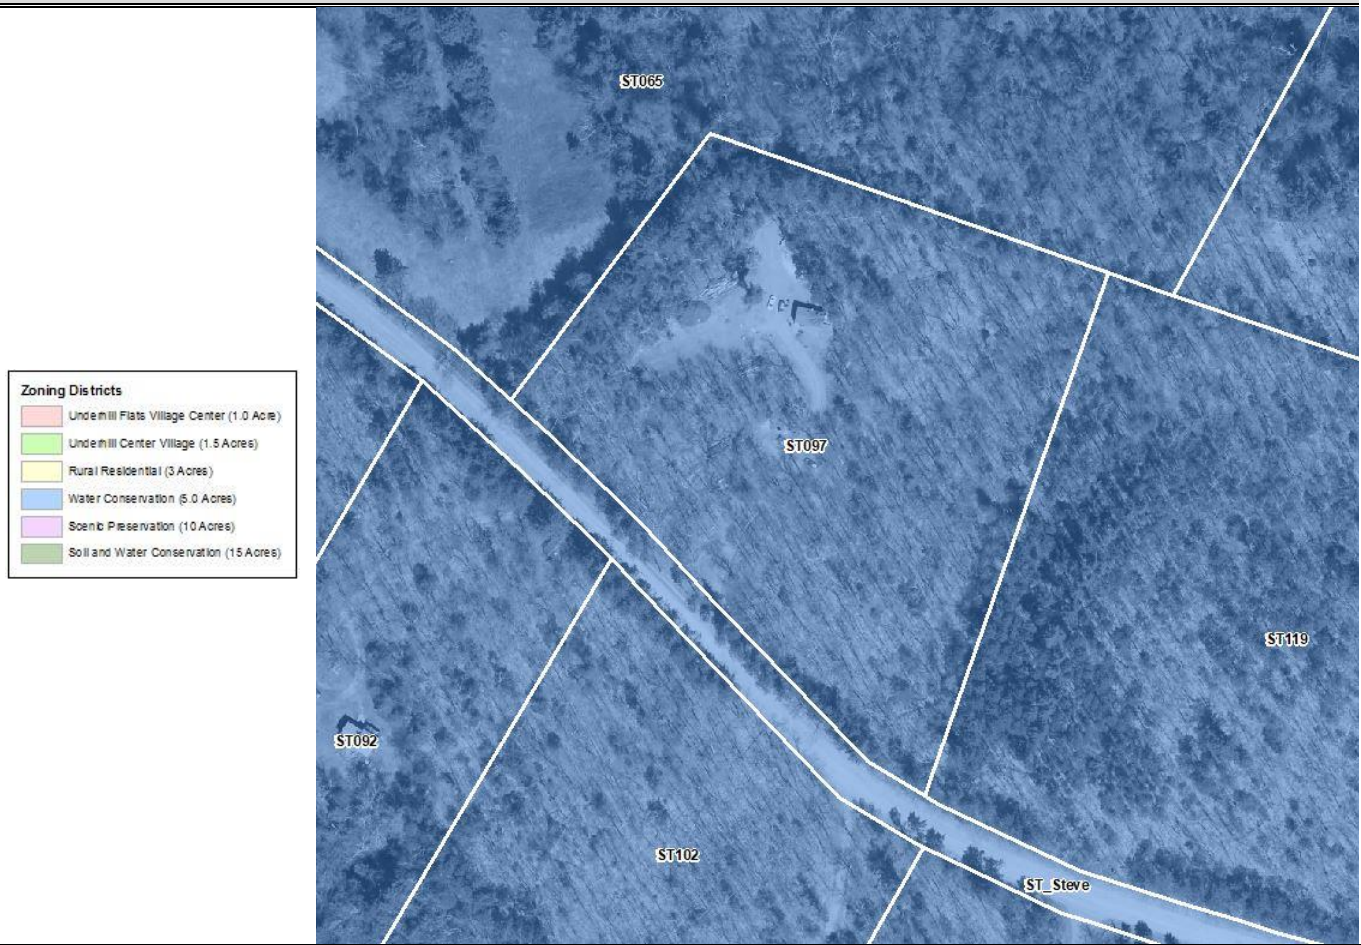 Zoning Districts
Underhill Flats Village Center (1.0 Acre)
Underhill Center Village (1.5 Acres)
Rural Residential (3 Acres)
Water Conservation (5.0 Acres)
Scenic Preservation (10 Acres)
Soil and Water Conservation (15 Acres)
ST065
ST097
ST119
ST092
ST102
ST_Steve